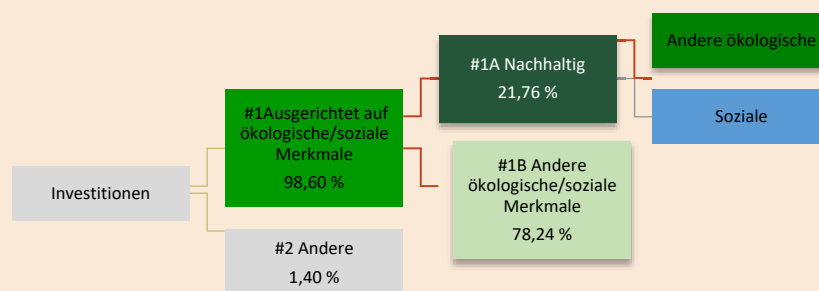 Andere ökologische
#1A Nachhaltig
21,76 %
#1Ausgerichtet auf
ökologische/soziale
Merkmale
98,60 %
Soziale
#1B Andere
ökologische/soziale
Merkmale
78,24 %
Investitionen
#2 Andere
1,40 %